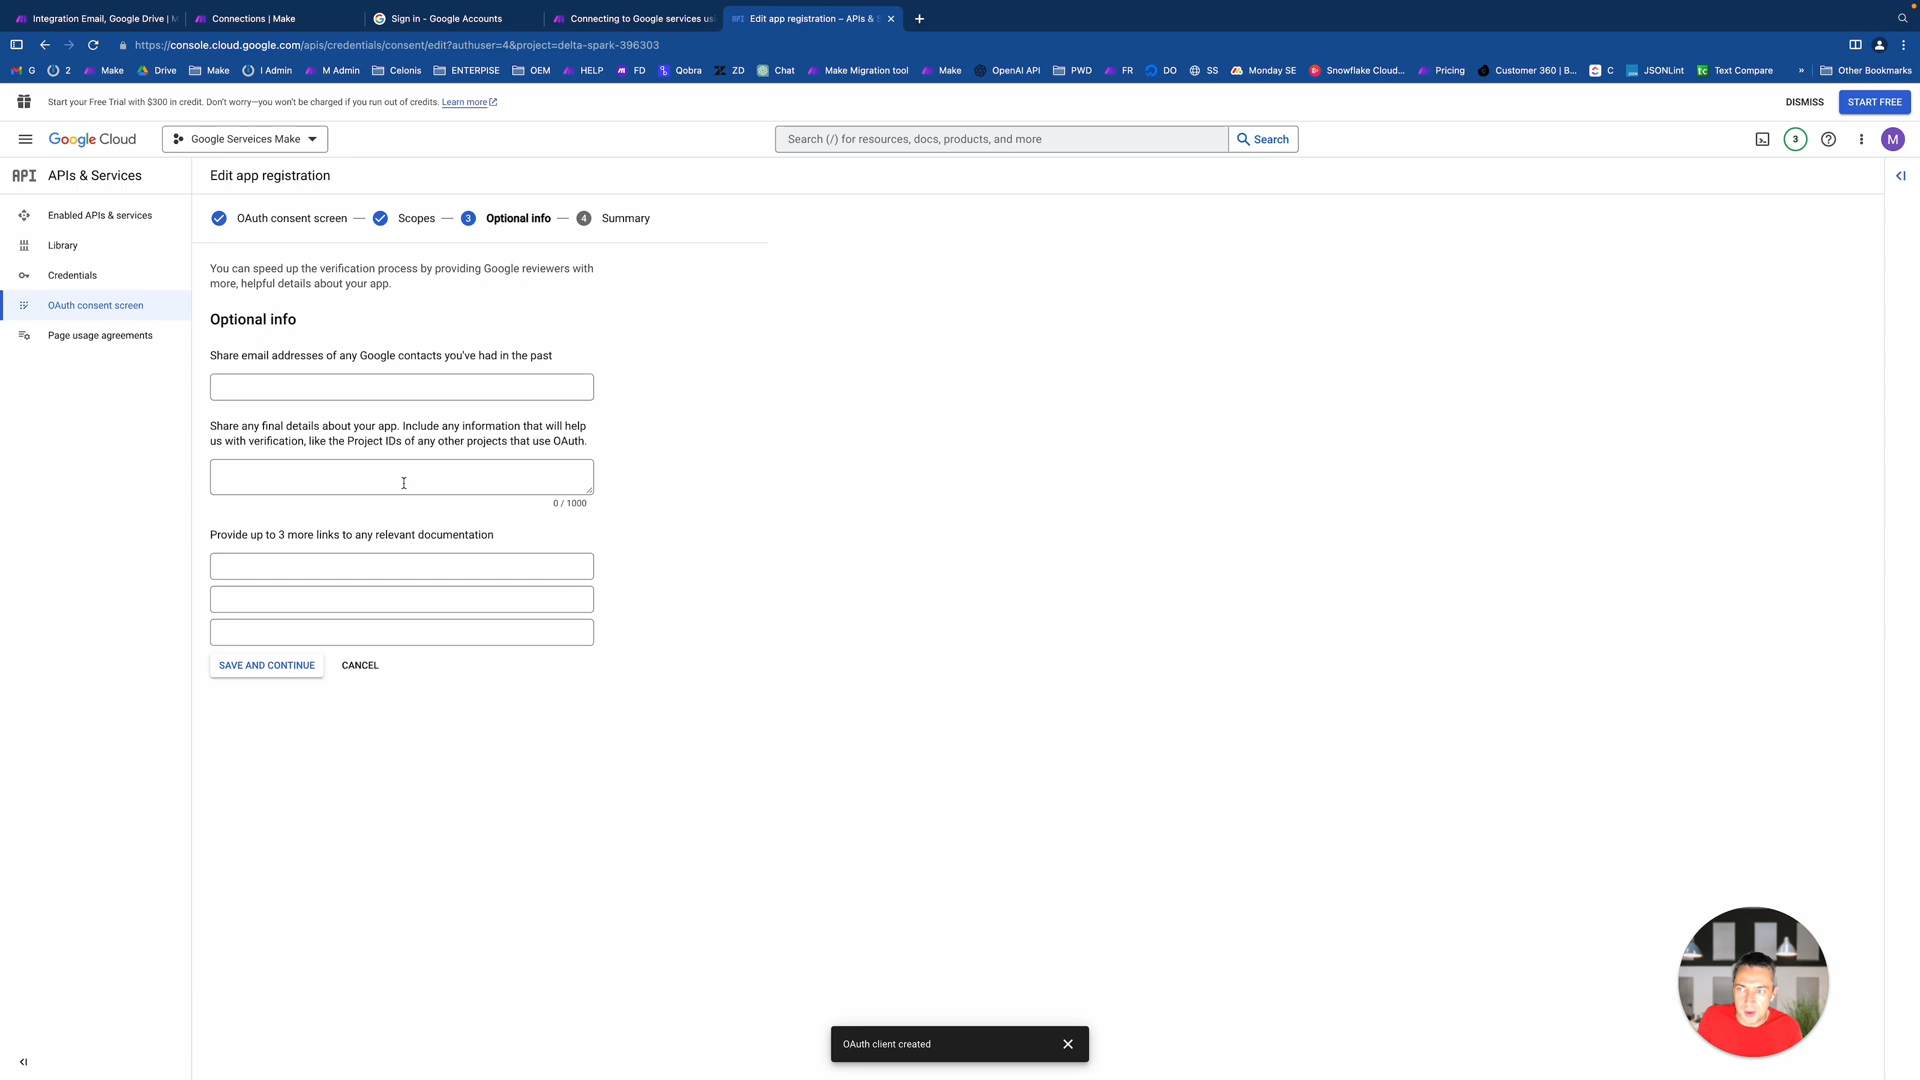 Integration Email, Google Drive | M
Connections | Make
Sign in - Google Accounts
Connecting to Google services us
API Edit app registration – APIs & S
https://console.cloud.google.com/apis/credentials/consent/edit?authuser=4&project=delta-spark-396303
G
2
Make
Drive
Make
I Admin
M Admin
Celonis
ENTERPISE
OEM
HELP
FD
Qobra
ZD
Chat
Make Migration tool
Make
OpenAI API
PWD
FR
DO
SS
Monday SE
Snowflake Cloud...
Pricing
Customer 360 | B...
C
JSONLint
Text Compare
»
Other Bookmarks
Start your Free Trial with $300 in credit. Don't worry—you won't be charged if you run out of credits. Learn more
DISMISS
START FREE
Google Cloud
Google Serveices Make
Search (/) for resources, docs, products, and more
Search
3
M
API APIs & Services
Edit app registration
Enabled APIs & services
Library
Credentials
OAuth consent screen
Page usage agreements
OAuth consent screen — Scopes — 3 Optional info — 4 Summary
You can speed up the verification process by providing Google reviewers with
more, helpful details about your app.
Optional info
Share email addresses of any Google contacts you've had in the past
Share any final details about your app. Include any information that will help
us with verification, like the Project IDs of any other projects that use OAuth.
0 / 1000
Provide up to 3 more links to any relevant documentation
SAVE AND CONTINUE
CANCEL
OAuth client created